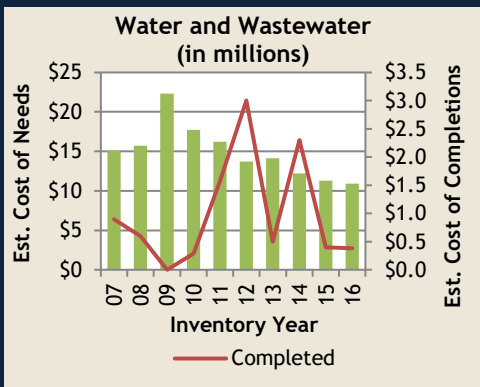 Water and Wastewater
(in millions)
Est. Cost of Needs
$25
$20
$15
$10
$5
$0
$3.5
$3.0
$2.5
$2.0
$1.5
$1.0
$0.5
$0.0
Est. Cost of Completions
07 08 09 10 11 12 13 14 15 16
Inventory Year
Completed